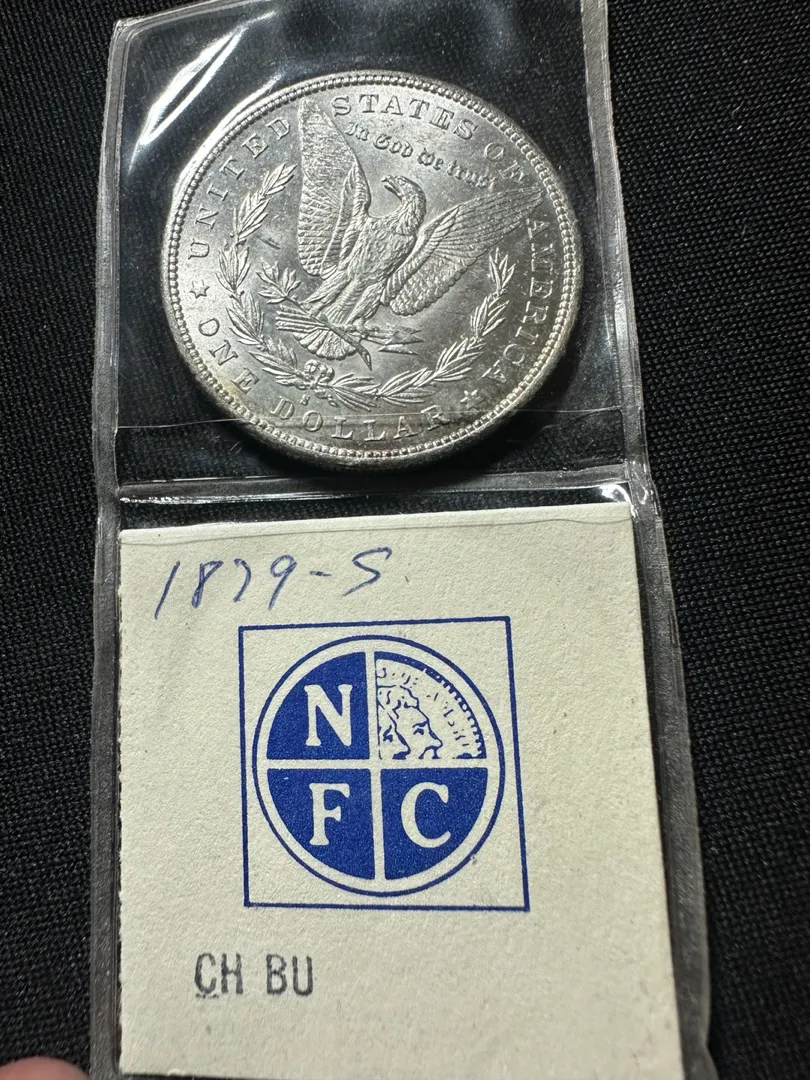 UNITED STATES OF AMERICA
In God we trust
★ ONE DOLLAR ★
S
1879-S
N
F C
CH BU